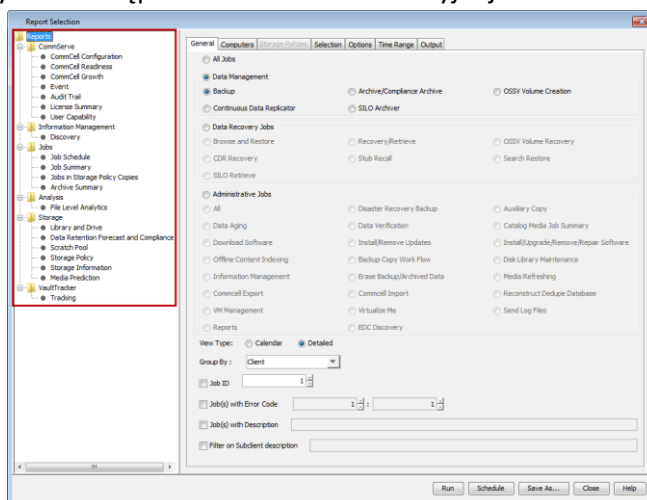 Report Selection
Reports
CommServe
CommCell Configuration
CommCell Readiness
CommCell Growth
Event
Audit Trail
License Summary
User Capability
Information Management
Discovery
Jobs
Job Schedule
Job Summary
Jobs in Storage Policy Copies
Archive Summary
Analysis
File Level Analytics
Storage
Library and Drive
Data Retention Forecast and Compliance
Scratch Pool
Storage Policy
Storage Information
Media Prediction
VaultTracker
Tracking
General Computers Storage Policies Selection Options Time Range Output
All Jobs
Data Management
Backup Archive/Compliance Archive OSSV Volume Creation
Continuous Data Replicator SILO Archiver
Data Recovery Jobs
Browse and Restore Recovery/Retrieve OSSV Volume Recovery
CDR Recovery Stub Recall Search Restore
SILO Retrieve
Administrative Jobs
All Disaster Recovery Backup Auxiliary Copy
Data Aging Data Verification Catalog Media Job Summary
Download Software Install/Remove Updates Install/Upgrade/Remove/Repair Software
Offline Content Indexing Backup Copy Work Flow Disk Library Maintenance
Information Management Erase Backup/Archived Data Media Refreshing
Commcell Export Commcell Import Reconstruct Dedupe Database
VM Management Virtualize Me Send Log Files
Reports EDC Discovery
View Type: Calendar Detailed
Group By : Client
Job ID 1
Job(s) with Error Code 1 : 1
Job(s) with Description
Filter on Subclient description
Run Schedule Save As... Close Help